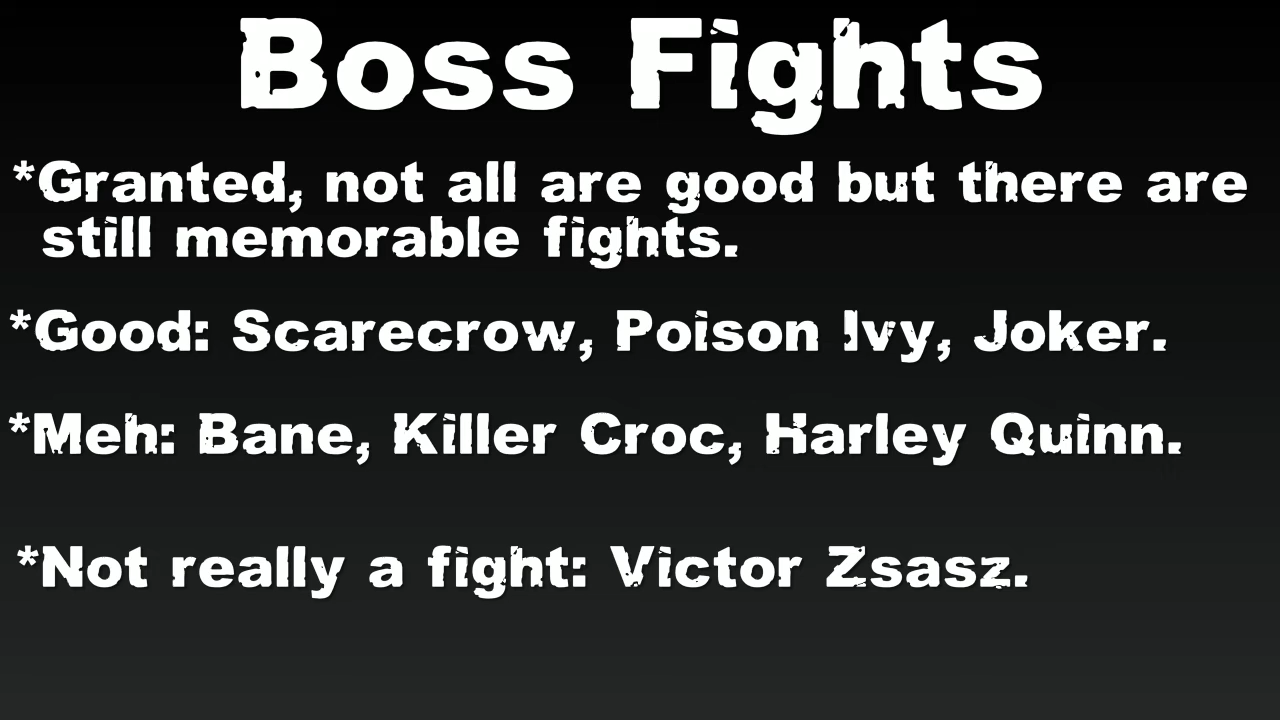 Boss Fights
*Granted, not all are good but there are
still memorable fights.
*Good: Scarecrow, Poison Ivy, Joker.
*Meh: Bane, Killer Croc, Harley Quinn.
*Not really a fight: Victor Zsasz.